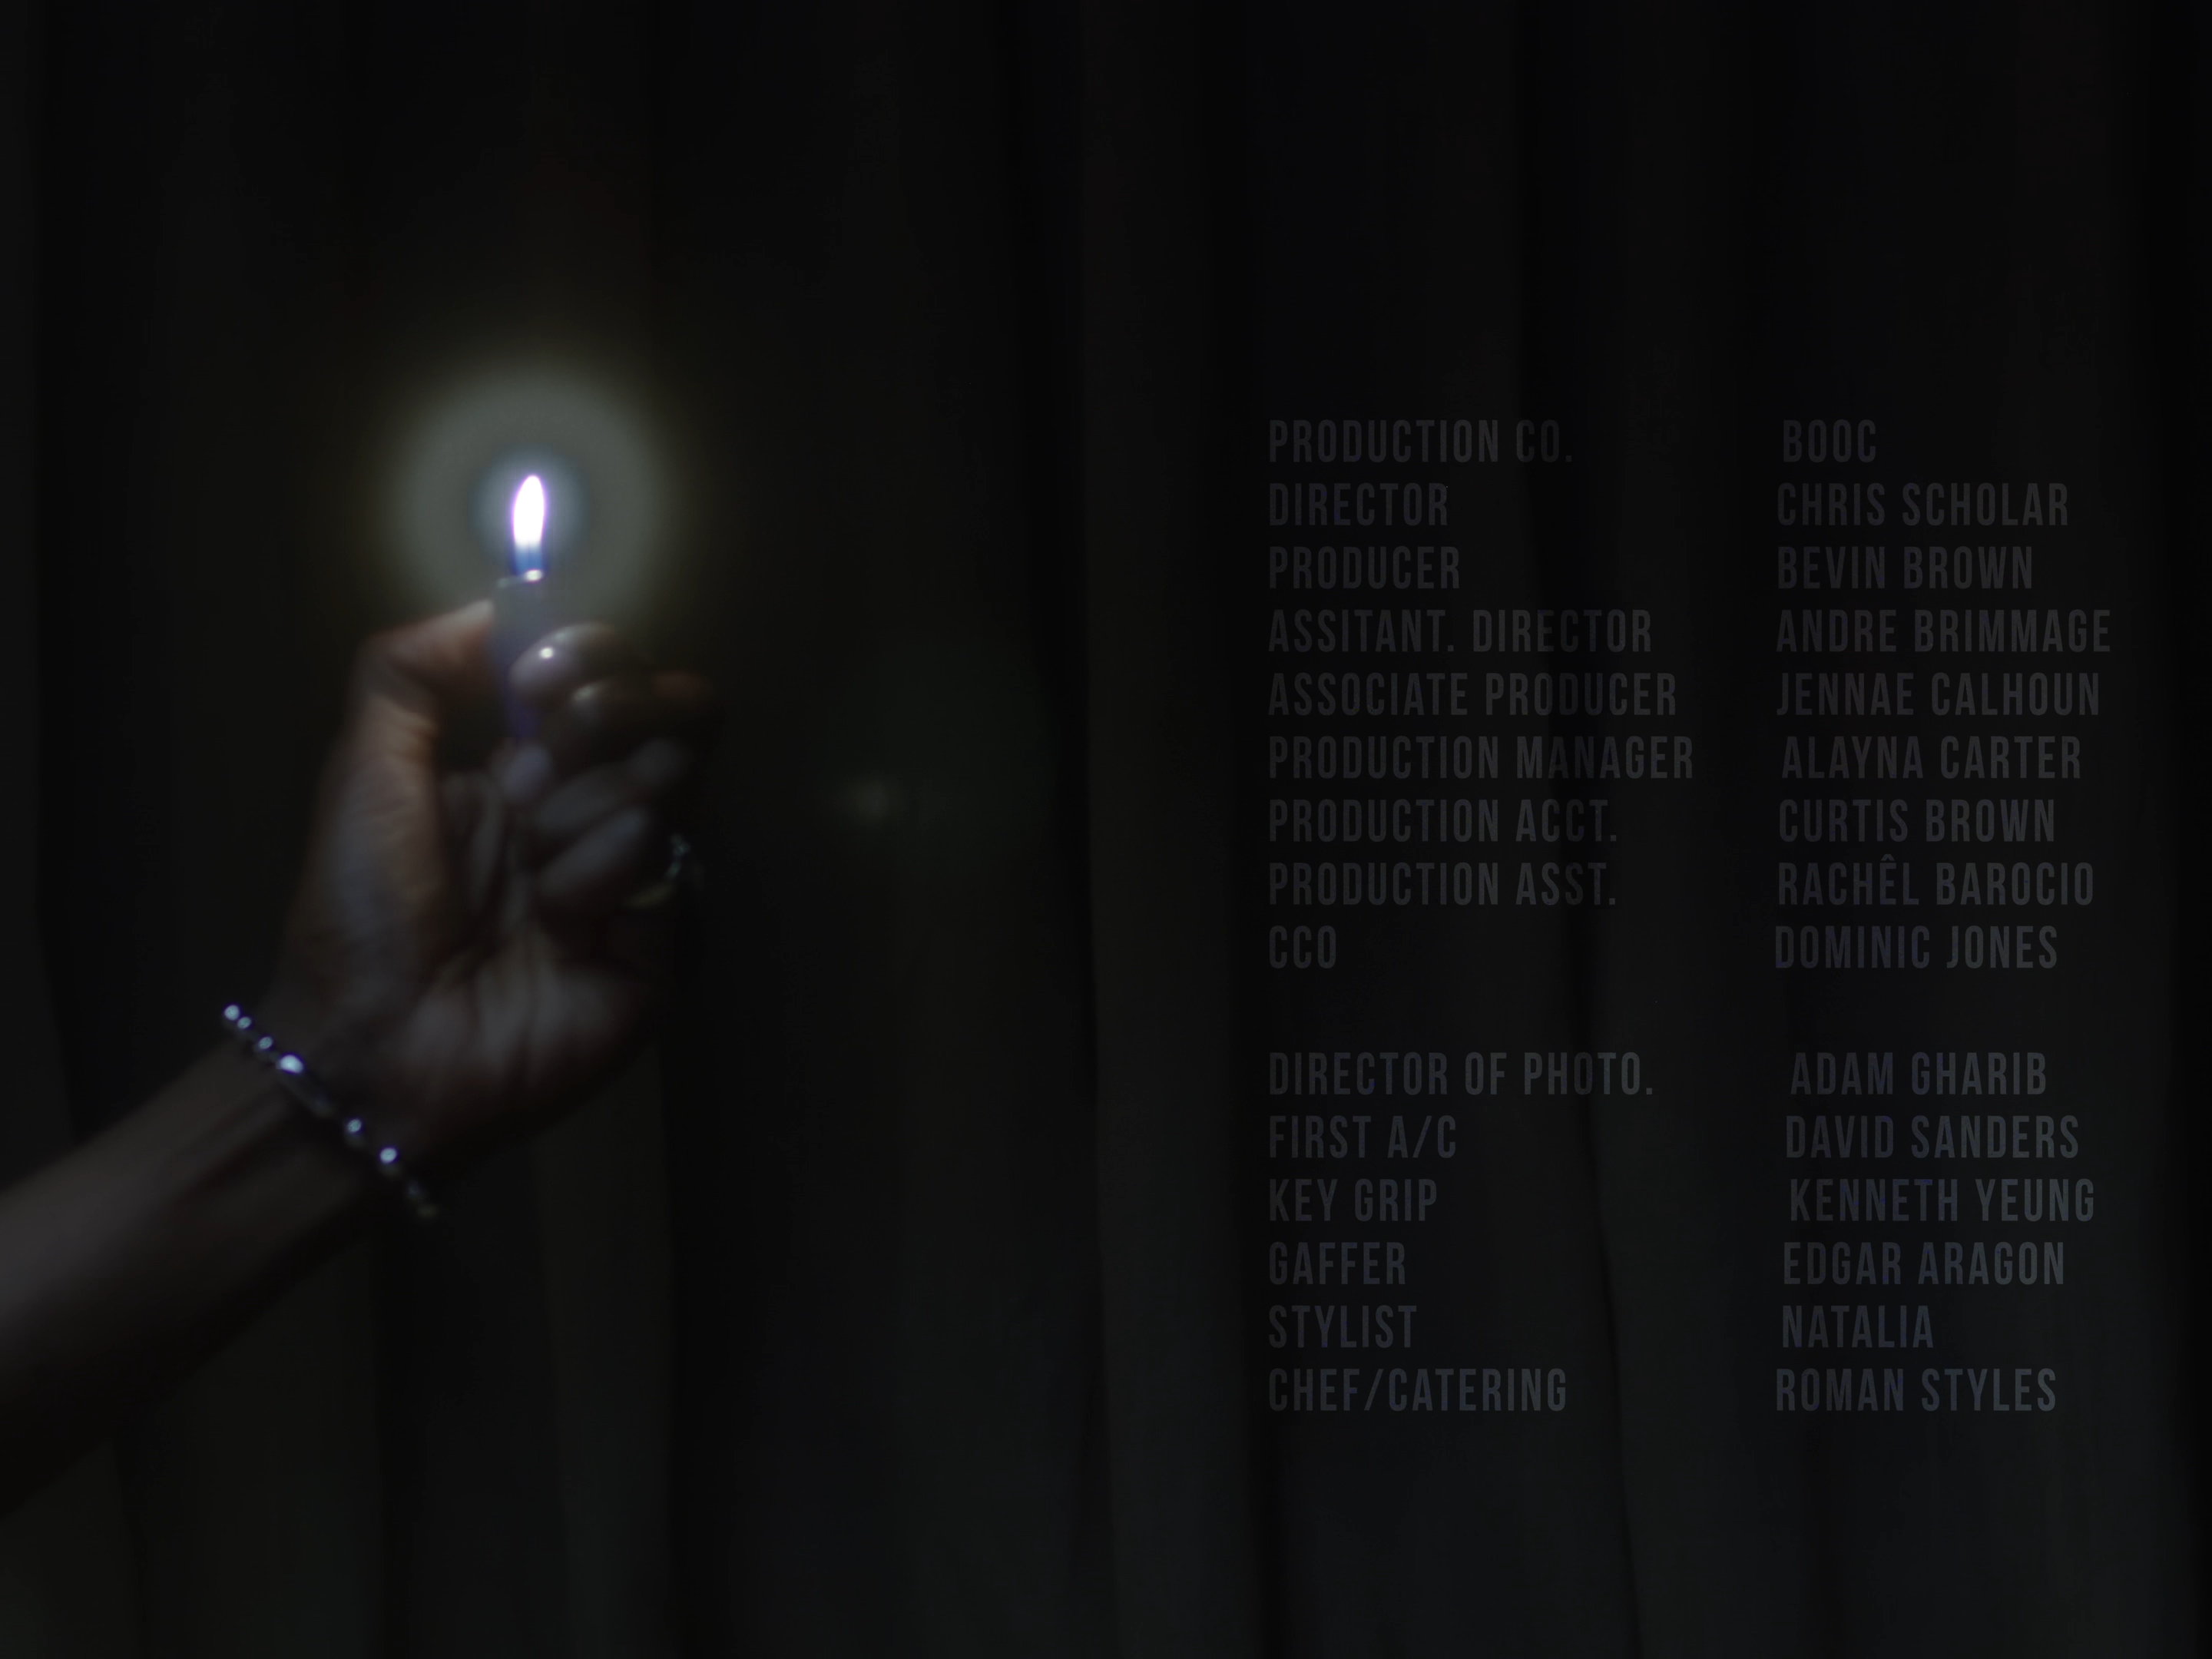 PRODUCTION CO. BOOC
DIRECTOR CHRIS SCHOLAR
PRODUCER BEVIN BROWN
ASSITANT. DIRECTOR ANDRE BRIMMAGE
ASSOCIATE PRODUCER JENNAE CALHOUN
PRODUCTION MANAGER ALAYNA CARTER
PRODUCTION ACCT. CURTIS BROWN
PRODUCTION ASST. RACHÊL BAROCIO
CCO DOMINIC JONES
DIRECTOR OF PHOTO. ADAM GHARIB
FIRST A/C DAVID SANDERS
KEY GRIP KENNETH YEUNG
GAFFER EDGAR ARAGON
STYLIST NATALIA
CHEF/CATERING ROMAN STYLES